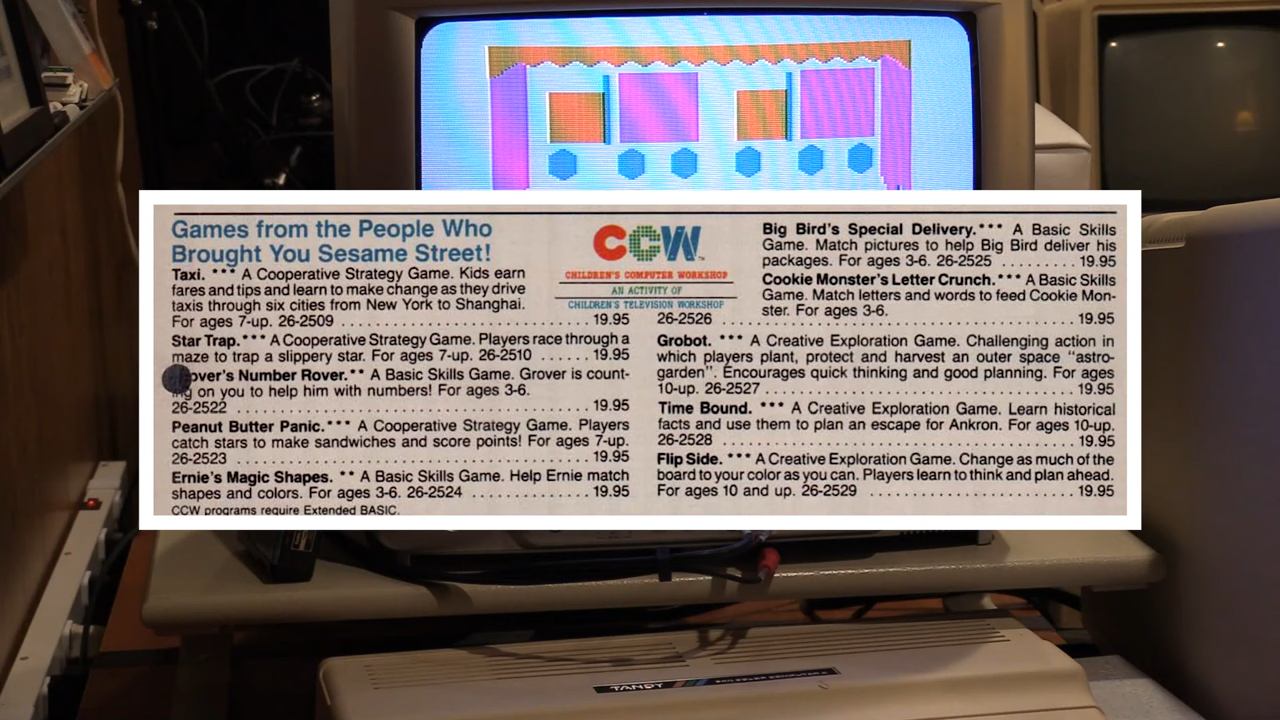 Games from the People Who
Brought You Sesame Street!
Taxi. *** A Cooperative Strategy Game. Kids earn
fares and tips and learn to make change as they drive
taxis through six cities from New York to Shanghai.
For ages 7-up. 26-2509 19.95
Star Trap.*** A Cooperative Strategy Game. Players race through a
maze to trap a slippery star. For ages 7-up. 26-2510 ...... 19.95
over's Number Rover.** A Basic Skills Game. Grover is count-
ing on you to help him with numbers! For ages 3-6.
26-2522 19.95
Peanut Butter Panic.*** A Cooperative Strategy Game. Players
catch stars to make sandwiches and score points! For ages 7-up.
26-2523 19.95
Ernie's Magic Shapes. ** A Basic Skills Game. Help Ernie match
shapes and colors. For ages 3-6. 26-2524 19.95
CCW programs require Extended BASIC.
CCW
CHILDREN'S COMPUTER WORKSHOP
AN ACTIVITY OF
CHILDREN'S TELEVISION WORKSHOP
Big Bird's Special Delivery.*** A Basic Skills
Game. Match pictures to help Big Bird deliver his
packages. For ages 3-6. 26-2525 19.95
Cookie Monster's Letter Crunch.*** A Basic Skills
Game. Match letters and words to feed Cookie Mon-
ster. For ages 3-6.
26-2526 19.95
Grobot. *** A Creative Exploration Game. Challenging action in
which players plant, protect and harvest an outer space "astro-
garden". Encourages quick thinking and good planning. For ages
10-up. 26-2527 19.95
Time Bound. *** A Creative Exploration Game. Learn historical
facts and use them to plan an escape for Ankron. For ages 10-up.
26-2528 19.95
Flip Side. *** A Creative Exploration Game. Change as much of the
board to your color as you can. Players learn to think and plan ahead.
For ages 10 and up. 26-2529 19.95
TANDY